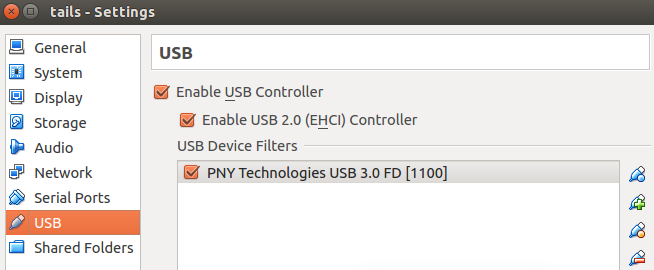 tails - Settings
General
System
Display
Storage
Audio
Network
Serial Ports
USB
Shared Folders
USB
Enable USB Controller
Enable USB 2.0 (EHCI) Controller
USB Device Filters
PNY Technologies USB 3.0 FD [1100]